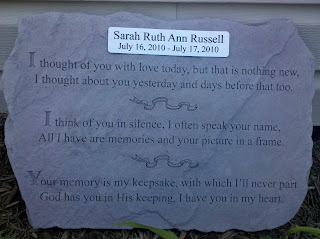 Sarah Ruth Ann Russell
July 16, 2010 - July 17, 2010
I thought of you with love today, but that is nothing new,
I thought about you yesterday and days before that too.
I think of you in silence, I often speak your name,
All I have are memories and your picture in a frame.
Your memory is my keepsake, with which I'll never part
God has you in His keeping, I have you in my heart.